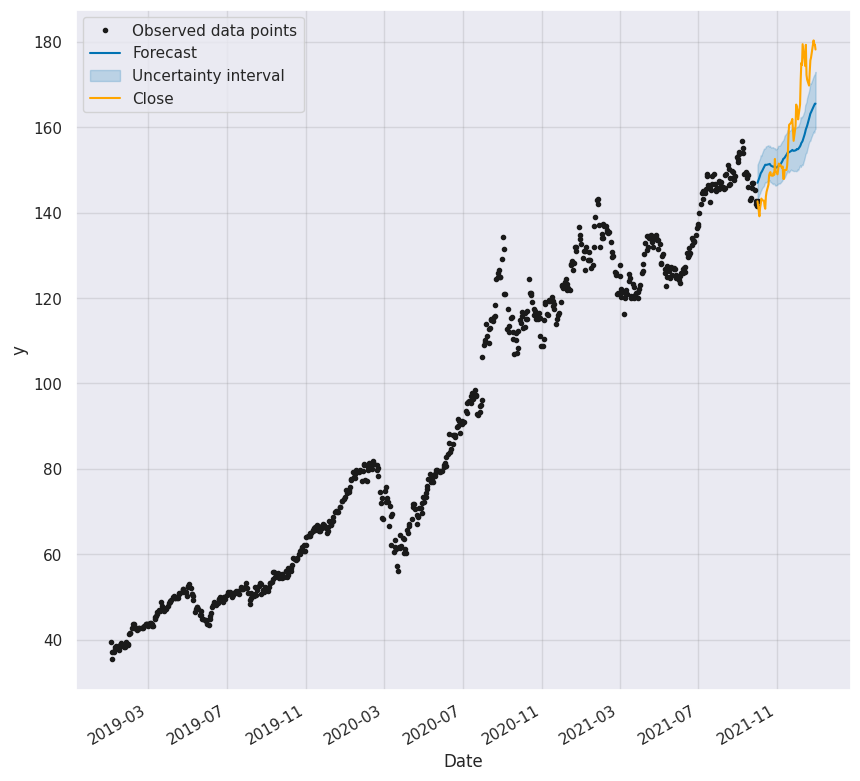 Observed data points
Forecast
Uncertainty interval
Close
180
160
140
120
100
80
60
40
y
2019-03
2019-07
2019-11
2020-03
2020-07
2020-11
2021-03
2021-07
2021-11
Date